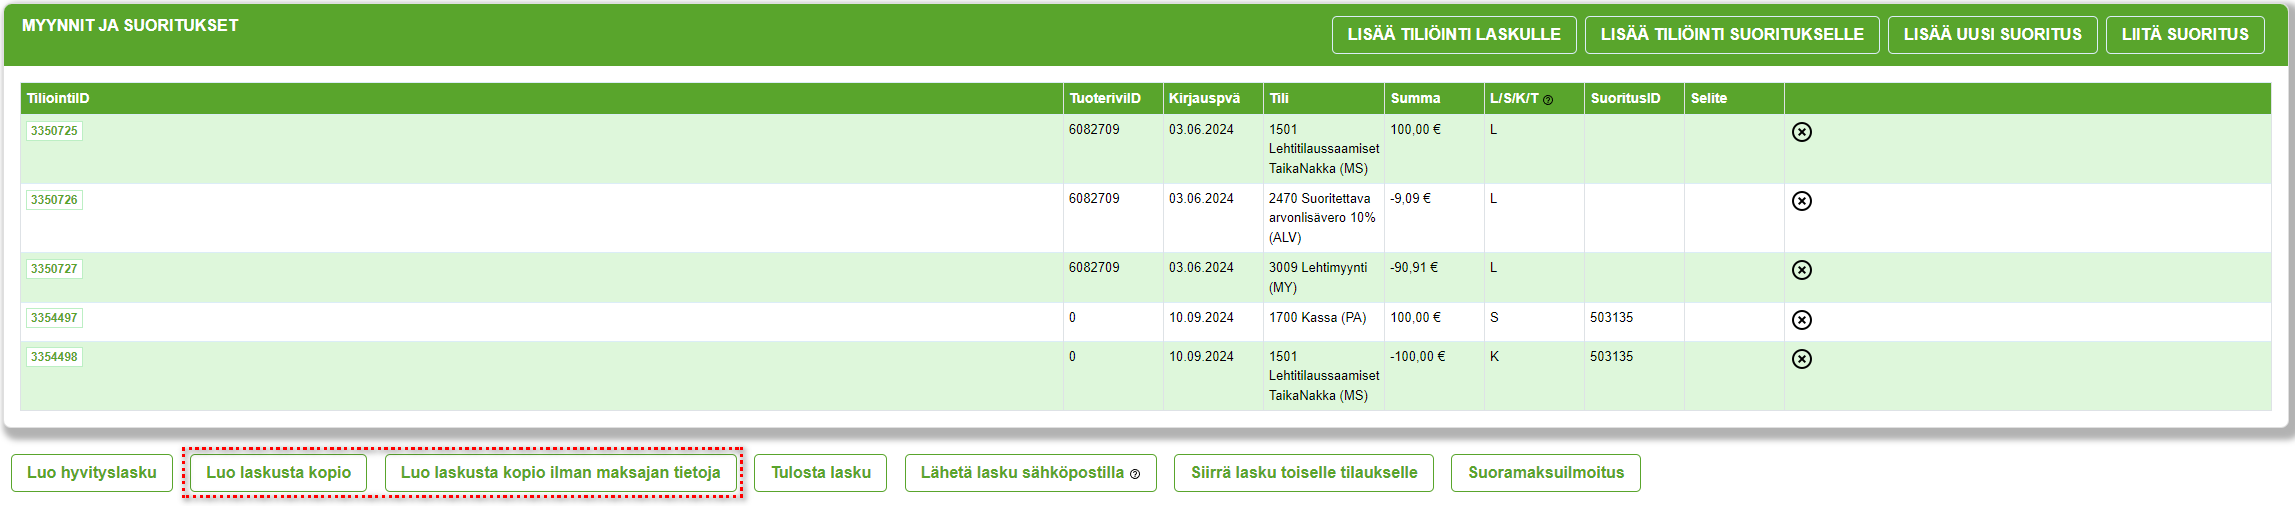 MYYNNIT JA SUORITUKSET
LISÄÄ TILIÖINTI LASKULLE LISÄÄ TILIÖINTI SUORITUKSELLE LISÄÄ UUSI SUORITUS LIITÄ SUORITUS
TiliointiID TuoteriviID Kirjauspvä Tili Summa L/S/K/T SuoritusID Selite
3350725 6082709 03.06.2024 1501 100,00 € L
Lehtitilaussaamiset
TaikaNakka (MS)
3350726 6082709 03.06.2024 2470 Suoritettava -9,09 € L
arvonlisävero 10%
(ALV)
3350727 6082709 03.06.2024 3009 Lehtimyynti -90,91 € L
(MY)
3354497 0 10.09.2024 1700 Kassa (PA) 100,00 € S 503135
3354498 0 10.09.2024 1501 -100,00 € K 503135
Lehtitilaussaamiset
TaikaNakka (MS)
Luo hyvityslasku Luo laskusta kopio Luo laskusta kopio ilman maksajan tietoja Tulosta lasku Lähetä lasku sähköpostilla Siirrä lasku toiselle tilaukselle Suoramaksuilmoitus